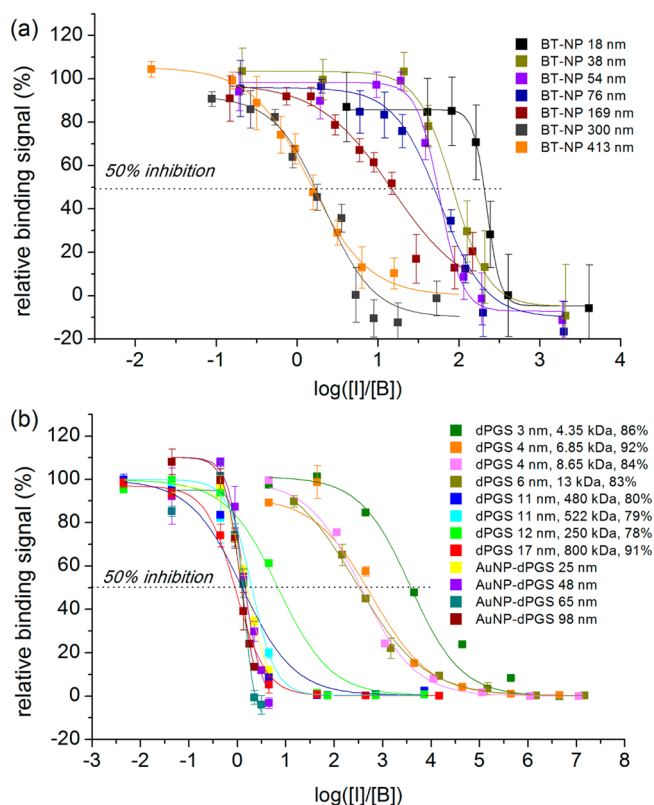 (a)
120
100
80
60
40
20
0
-20
relative binding signal (%)
50% inhibition
BT-NP 18 nm
BT-NP 38 nm
BT-NP 54 nm
BT-NP 76 nm
BT-NP 169 nm
BT-NP 300 nm
BT-NP 413 nm
-2 -1 0 1 2 3 4
log([I]/[B])
(b)
120
100
80
60
40
20
0
-20
relative binding signal (%)
50% inhibition
dPGS 3 nm, 4.35 kDa, 86%
dPGS 4 nm, 6.85 kDa, 92%
dPGS 4 nm, 8.65 kDa, 84%
dPGS 6 nm, 13 kDa, 83%
dPGS 11 nm, 480 kDa, 80%
dPGS 11 nm, 522 kDa, 79%
dPGS 12 nm, 250 kDa, 78%
dPGS 17 nm, 800 kDa, 91%
AuNP-dPGS 25 nm
AuNP-dPGS 48 nm
AuNP-dPGS 65 nm
AuNP-dPGS 98 nm
-3 -2 -1 0 1 2 3 4 5 6 7 8
log([I]/[B])